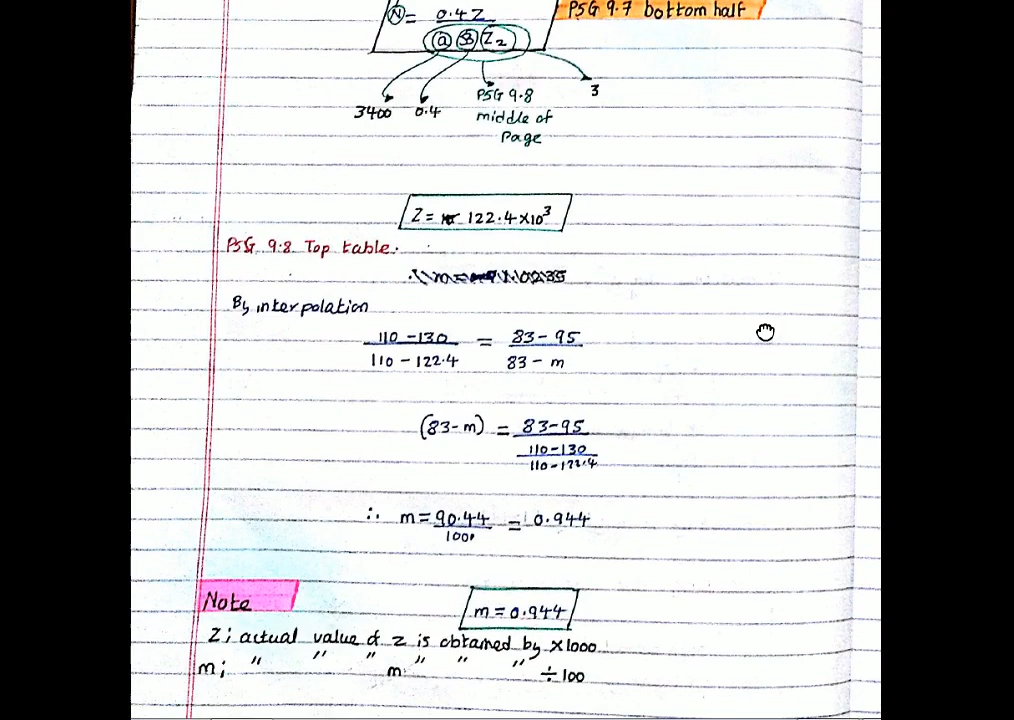 N = 0.4 Z
PSG 9.7 bottom half
a Z2
3400 0.4 PSG 9.8 3
middle of
Page
Z = 122.4 × 10³
PSG 9.8 Top table.
By interpolation
110 - 130 = 83 - 95
110 - 122.4 83 - m
(83 - m) = 83 - 95
110 - 130
110 - 122.4
∴ m = 90.44 = 0.944
100
Note
m = 0.944
Z; actual value of z is obtained by × 1000
m; " " " m " " " ÷ 100